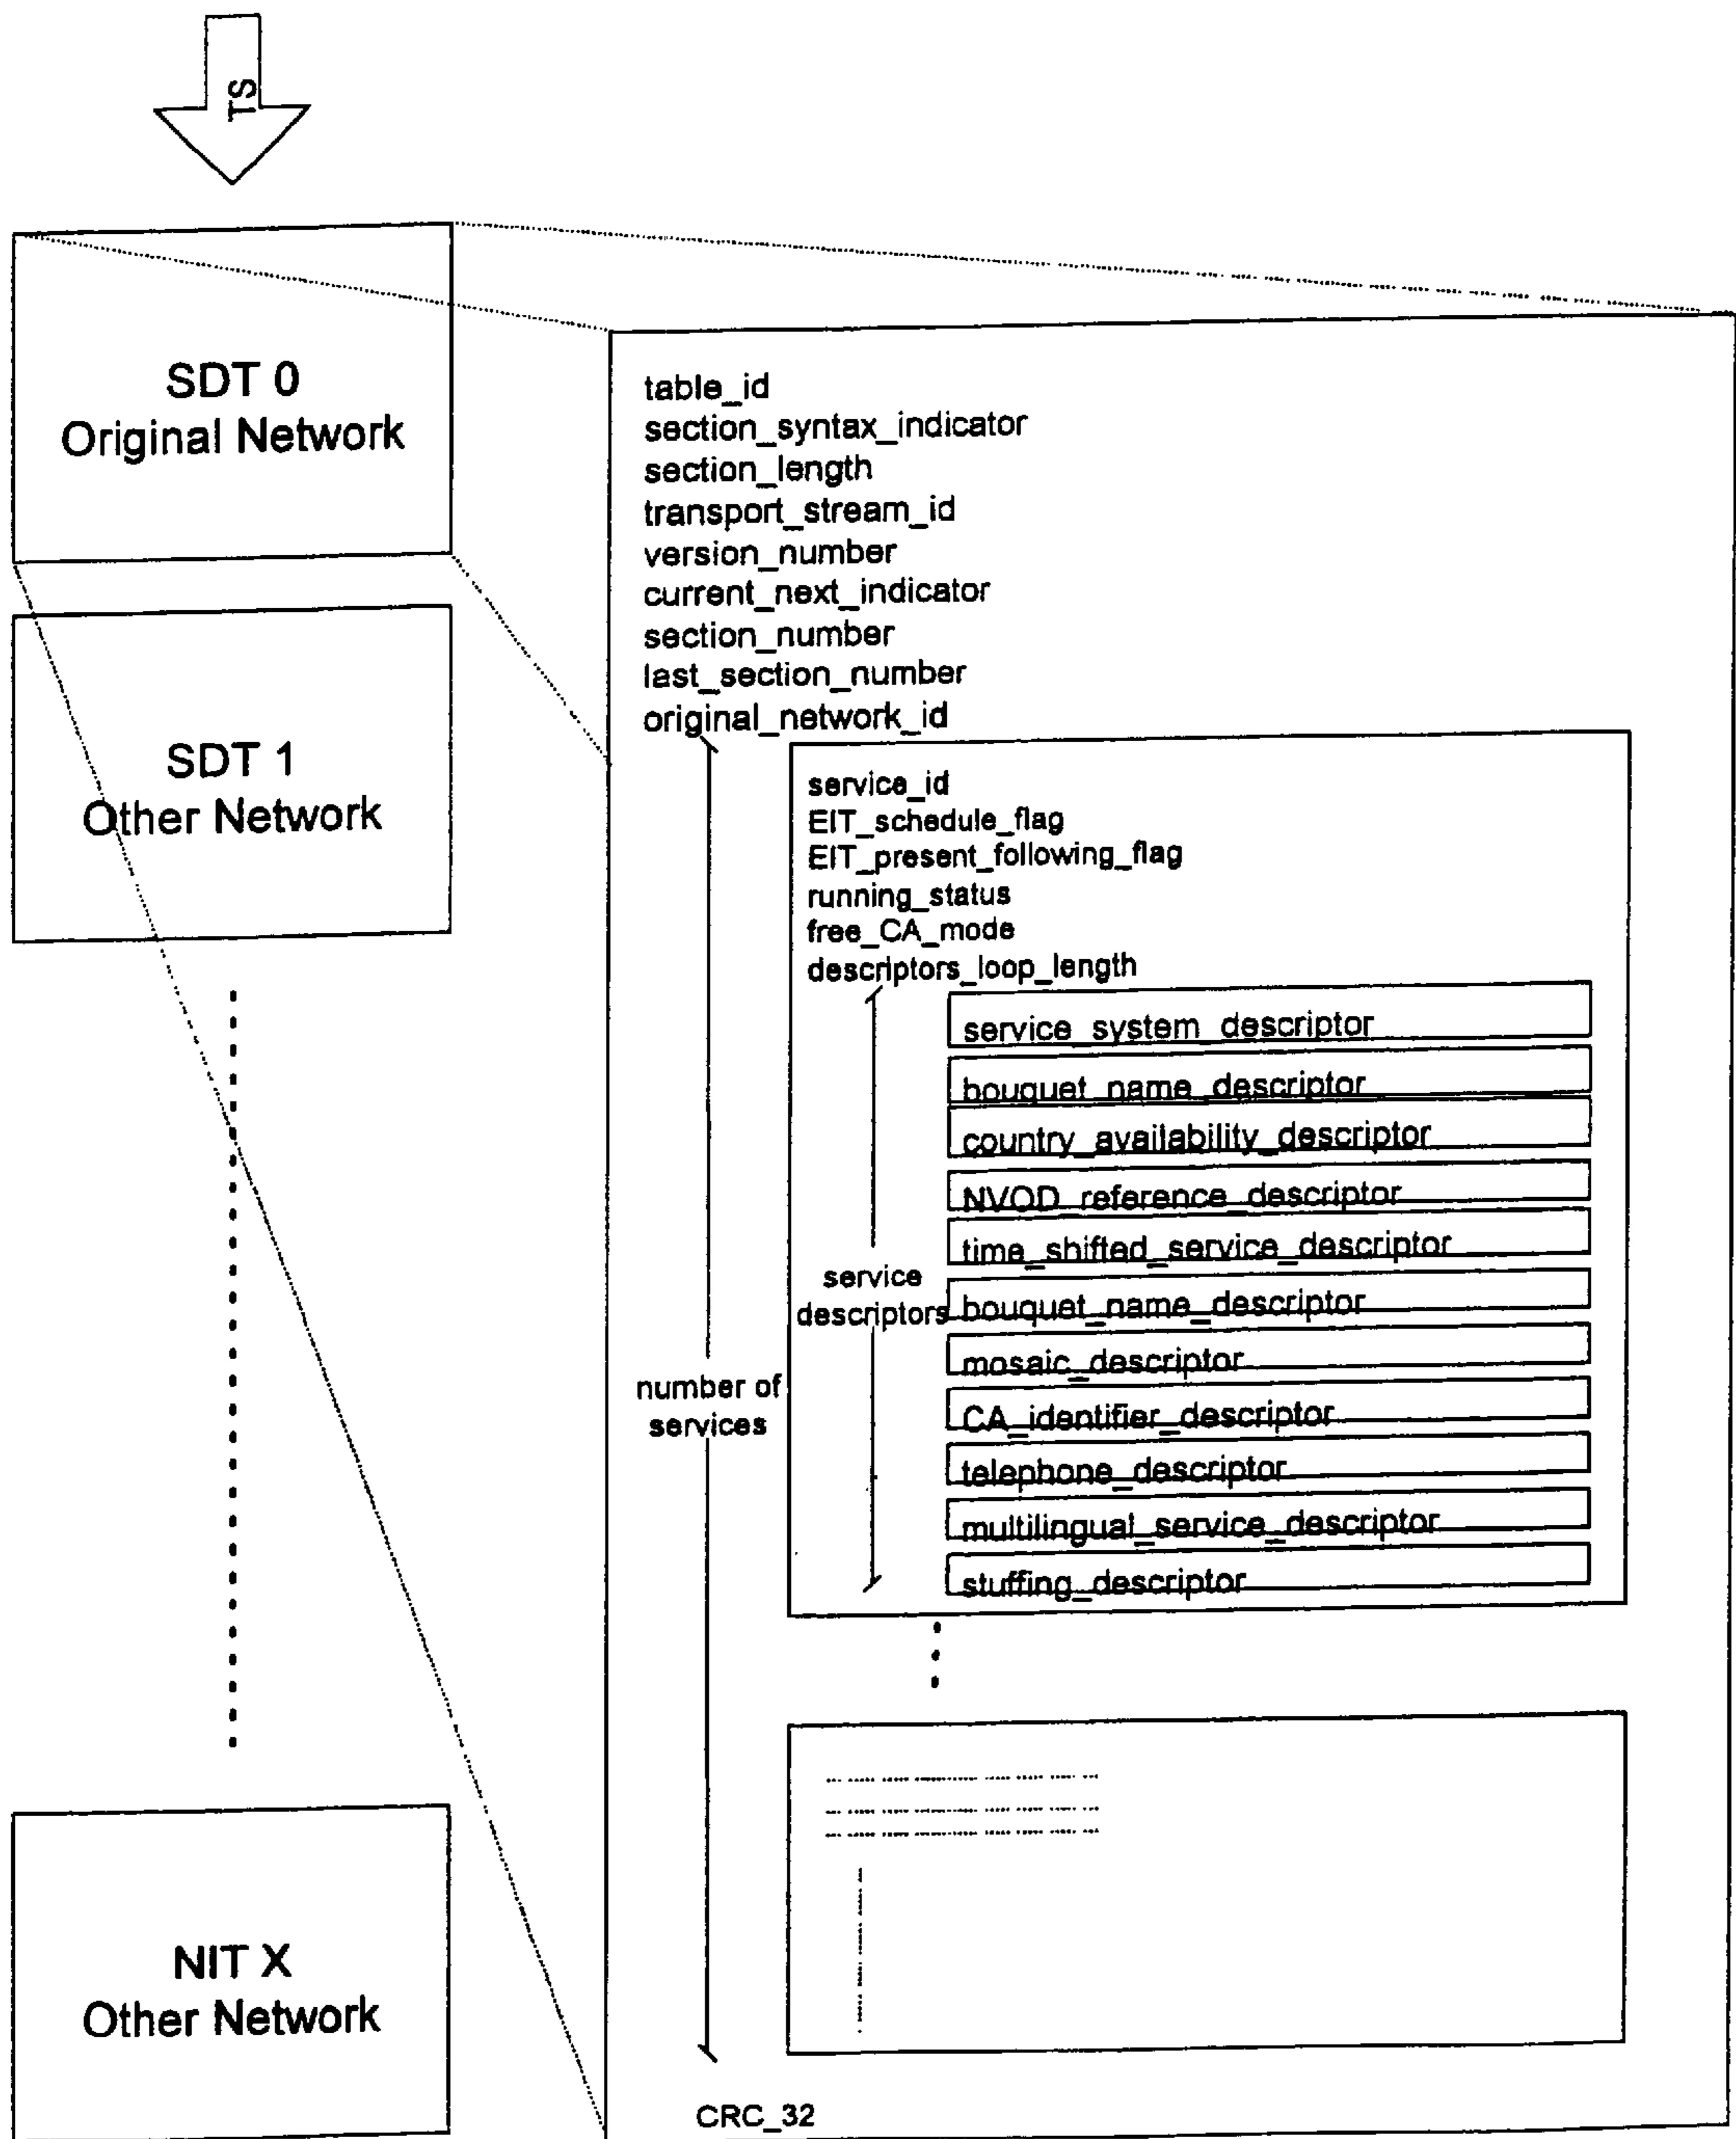 TS
SDT 0
Original Network
SDT 1
Other Network
NIT X
Other Network
table_id
section_syntax_indicator
section_length
transport_stream_id
version_number
current_next_indicator
section_number
last_section_number
original_network_id
number of
services
service_id
EIT_schedule_flag
EIT_present_following_flag
running_status
free_CA_mode
descriptors_loop_length
service
descriptors
service_system_descriptor
bouquet_name_descriptor
country_availability_descriptor
NVOD_reference_descriptor
time_shifted_service_descriptor
bouquet_name_descriptor
mosaic_descriptor
CA_identifier_descriptor
telephone_descriptor
multilingual_service_descriptor
stuffing_descriptor
CRC_32